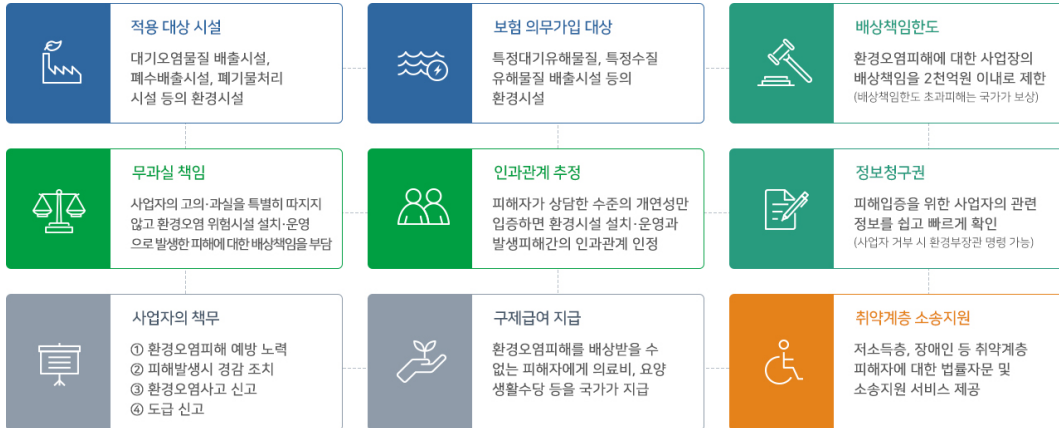 적용 대상 시설
대기오염물질 배출시설,
폐수배출시설, 폐기물처리
시설 등의 환경시설
보험 의무가입 대상
특정대기유해물질, 특정수질
유해물질 배출시설 등의
환경시설
배상책임한도
환경오염피해에 대한 사업장의
배상책임을 2천억원 이내로 제한
(배상책임한도 초과피해는 국가가 보상)
무과실 책임
사업자의 고의·과실을 특별히 따지지
않고 환경오염 위험시설 설치·운영
으로 발생한 피해에 대한 배상책임을 부담
인과관계 추정
피해자가 상당한 수준의 개연성만
입증하면 환경시설 설치·운영과
발생피해간의 인과관계 인정
정보청구권
피해입증을 위한 사업자의 관련
정보를 쉽고 빠르게 확인
(사업자 거부 시 환경부장관 명령 가능)
사업자의 책무
① 환경오염피해 예방 노력
② 피해발생시 경감 조치
③ 환경오염사고 신고
④ 도급 신고
구제급여 지급
환경오염피해를 배상받을 수
없는 피해자에게 의료비, 요양
생활수당 등을 국가가 지급
취약계층 소송지원
저소득층, 장애인 등 취약계층
피해자에 대한 법률자문 및
소송지원 서비스 제공